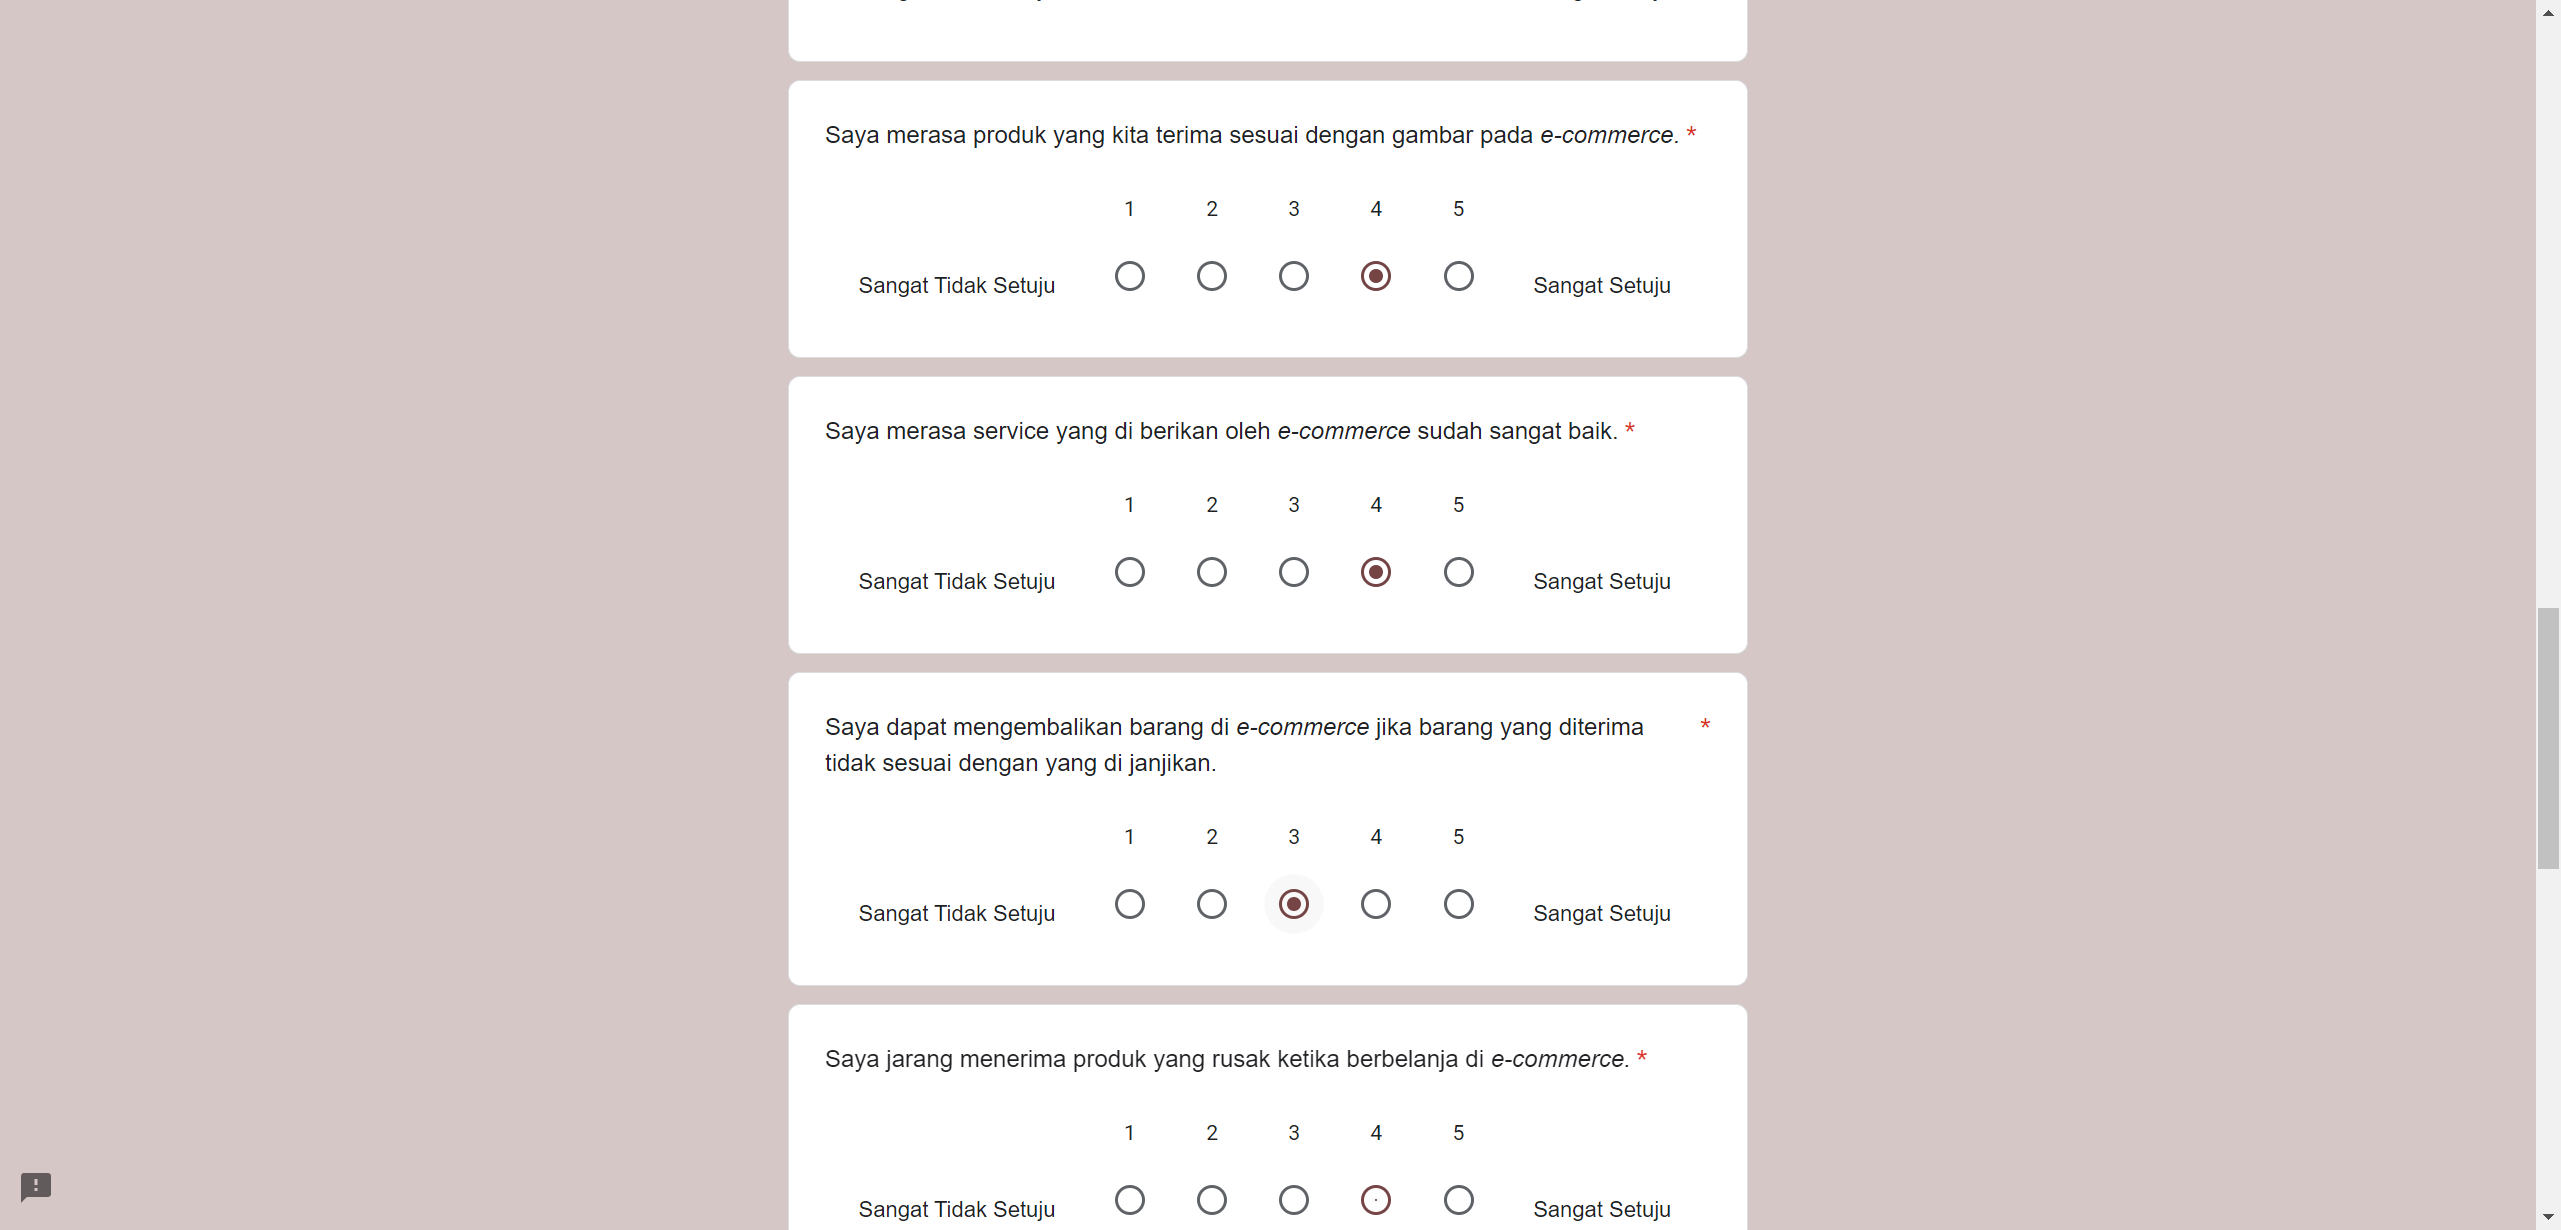 Saya merasa produk yang kita terima sesuai dengan gambar pada e-commerce. *
1 2 3 4 5
Sangat Tidak Setuju Sangat Setuju
Saya merasa service yang di berikan oleh e-commerce sudah sangat baik. *
1 2 3 4 5
Sangat Tidak Setuju Sangat Setuju
Saya dapat mengembalikan barang di e-commerce jika barang yang diterima *
tidak sesuai dengan yang di janjikan.
1 2 3 4 5
Sangat Tidak Setuju Sangat Setuju
Saya jarang menerima produk yang rusak ketika berbelanja di e-commerce. *
1 2 3 4 5
Sangat Tidak Setuju Sangat Setuju